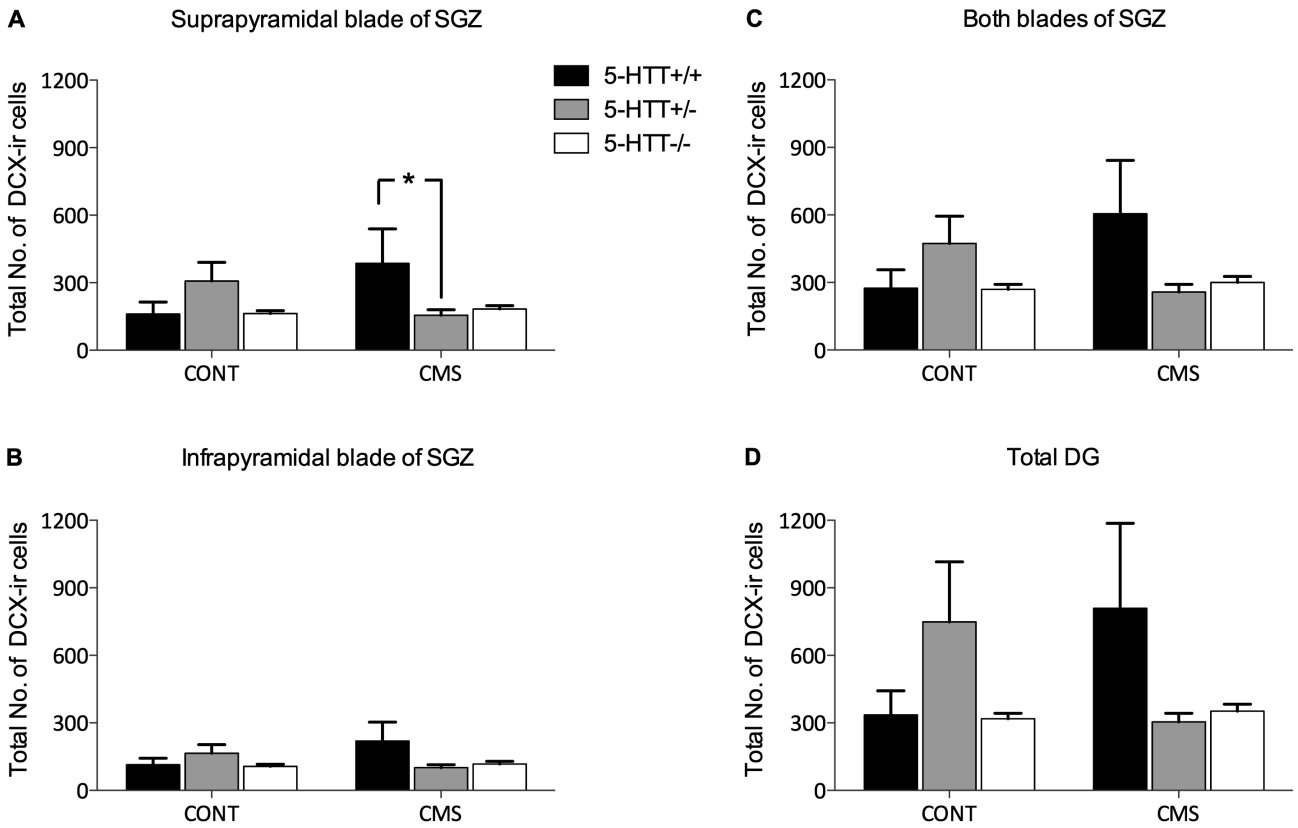 A
Suprapyramidal blade of SGZ
Total No. of DCX-ir cells
1200
900
600
300
0
*
CONT
CMS
5-HTT+/+
5-HTT+/-
5-HTT-/-
C
Both blades of SGZ
Total No. of DCX-ir cells
1200
900
600
300
0
CONT
CMS
B
Infrapyramidal blade of SGZ
Total No. of DCX-ir cells
1200
900
600
300
0
CONT
CMS
D
Total DG
Total No. of DCX-ir cells
1200
900
600
300
0
CONT
CMS